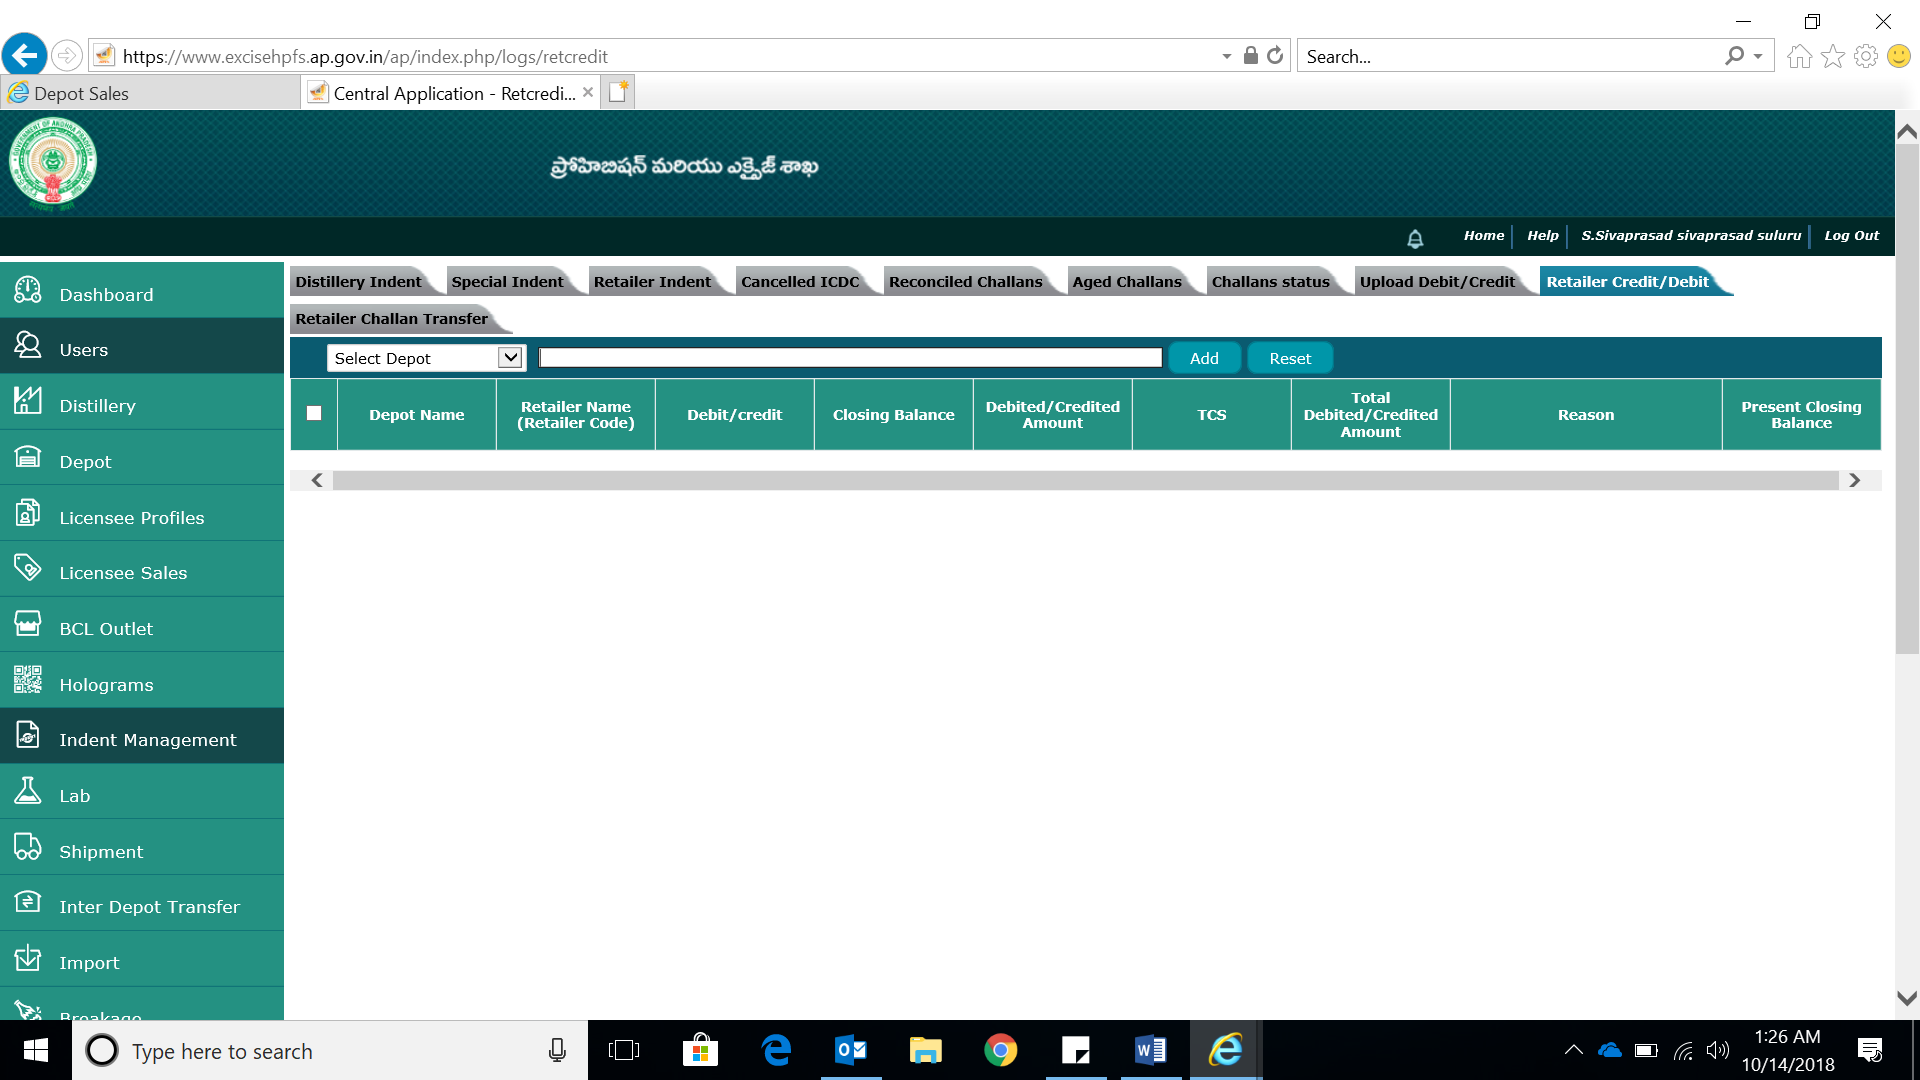 https://www.excisehpfs.ap.gov.in/ap/index.php/logs/retcredit
Search...
Depot Sales
Central Application - Retcredi...
ప్రోహిబిషన్ మరియు ఎక్సైజ్ శాఖ
Home Help S.Sivaprasad sivaprasad suluru Log Out
Dashboard
Users
Distillery
Depot
Licensee Profiles
Licensee Sales
BCL Outlet
Holograms
Indent Management
Lab
Shipment
Inter Depot Transfer
Import
Breakage
Distillery Indent Special Indent Retailer Indent Cancelled ICDC Reconciled Challans Aged Challans Challans status Upload Debit/Credit Retailer Credit/Debit
Retailer Challan Transfer
Select Depot Add Reset
Depot Name
Retailer Name
(Retailer Code)
Debit/credit
Closing Balance
Debited/Credited
Amount
TCS
Total
Debited/Credited
Amount
Reason
Present Closing
Balance
Type here to search
1:26 AM
10/14/2018